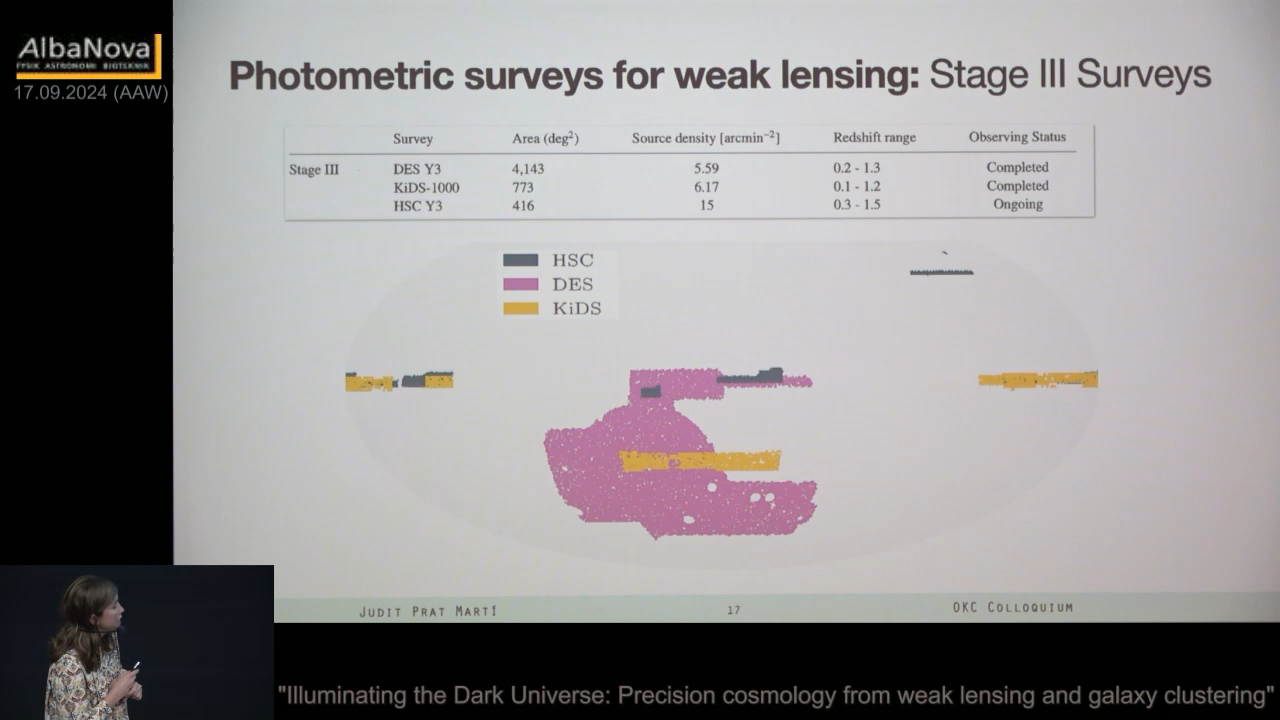 AlbaNova
FYSIK ASTRONOMI BIOTEKNIK
17.09.2024 (AAW)
Photometric surveys for weak lensing: Stage III Surveys
Survey Area (deg²) Source density [arcmin⁻²] Redshift range Observing Status
Stage III DES Y3 4,143 5.59 0.2 - 1.3 Completed
KiDS-1000 773 6.17 0.1 - 1.2 Completed
HSC Y3 416 15 0.3 - 1.5 Ongoing
HSC
DES
KiDS
JUDIT PRAT MARTÍ 17 OKC COLLOQUIUM
"Illuminating the Dark Universe: Precision cosmology from weak lensing and galaxy clustering"